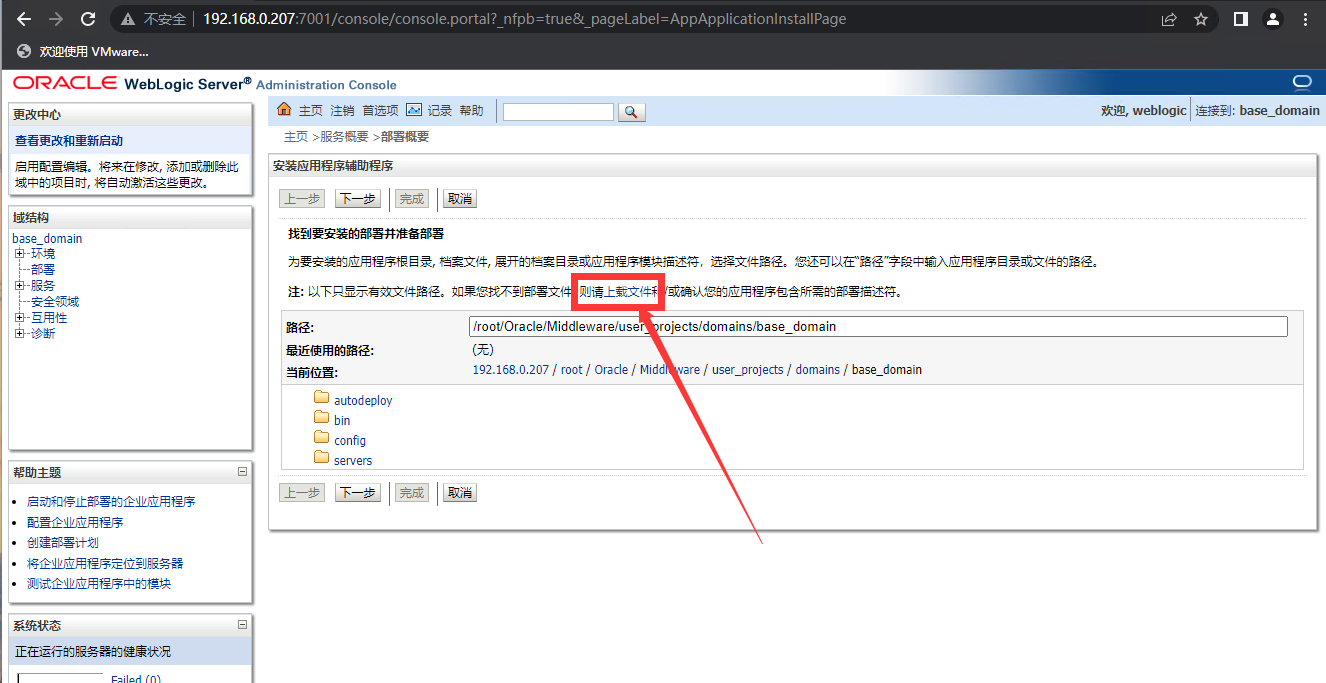 不安全 192.168.0.207:7001/console/console.portal?_nfpb=true&_pageLabel=AppApplicationInstallPage
欢迎使用 VMware...
ORACLE WebLogic Server® Administration Console
更改中心
查看更改和重新启动
启用配置编辑。将来在修改, 添加或删除此
域中的项目时, 将自动激活这些更改。
域结构
base_domain
环境
部署
服务
安全领域
互用性
诊断
帮助主题
启动和停止部署的企业应用程序
配置企业应用程序
创建部署计划
将企业应用程序定位到服务器
测试企业应用程序中的模块
系统状态
正在运行的服务器的健康状况
Failed (0)
主页 注销 首选项 记录 帮助
欢迎, weblogic 连接到: base_domain
主页 >服务概要 >部署概要
安装应用程序辅助程序
上一步 下一步 完成 取消
找到要安装的部署并准备部署
为要安装的应用程序根目录, 档案文件, 展开的档案目录或应用程序模块描述符，选择文件路径。您还可以在“路径”字段中输入应用程序目录或文件的路径。
注: 以下只显示有效文件路径。如果您找不到部署文件, 则请上载文件和/或确认您的应用程序包含所需的部署描述符。
路径: /root/Oracle/Middleware/user_projects/domains/base_domain
最近使用的路径: (无)
当前位置: 192.168.0.207 / root / Oracle / Middleware / user_projects / domains / base_domain
autodeploy
bin
config
servers
上一步 下一步 完成 取消